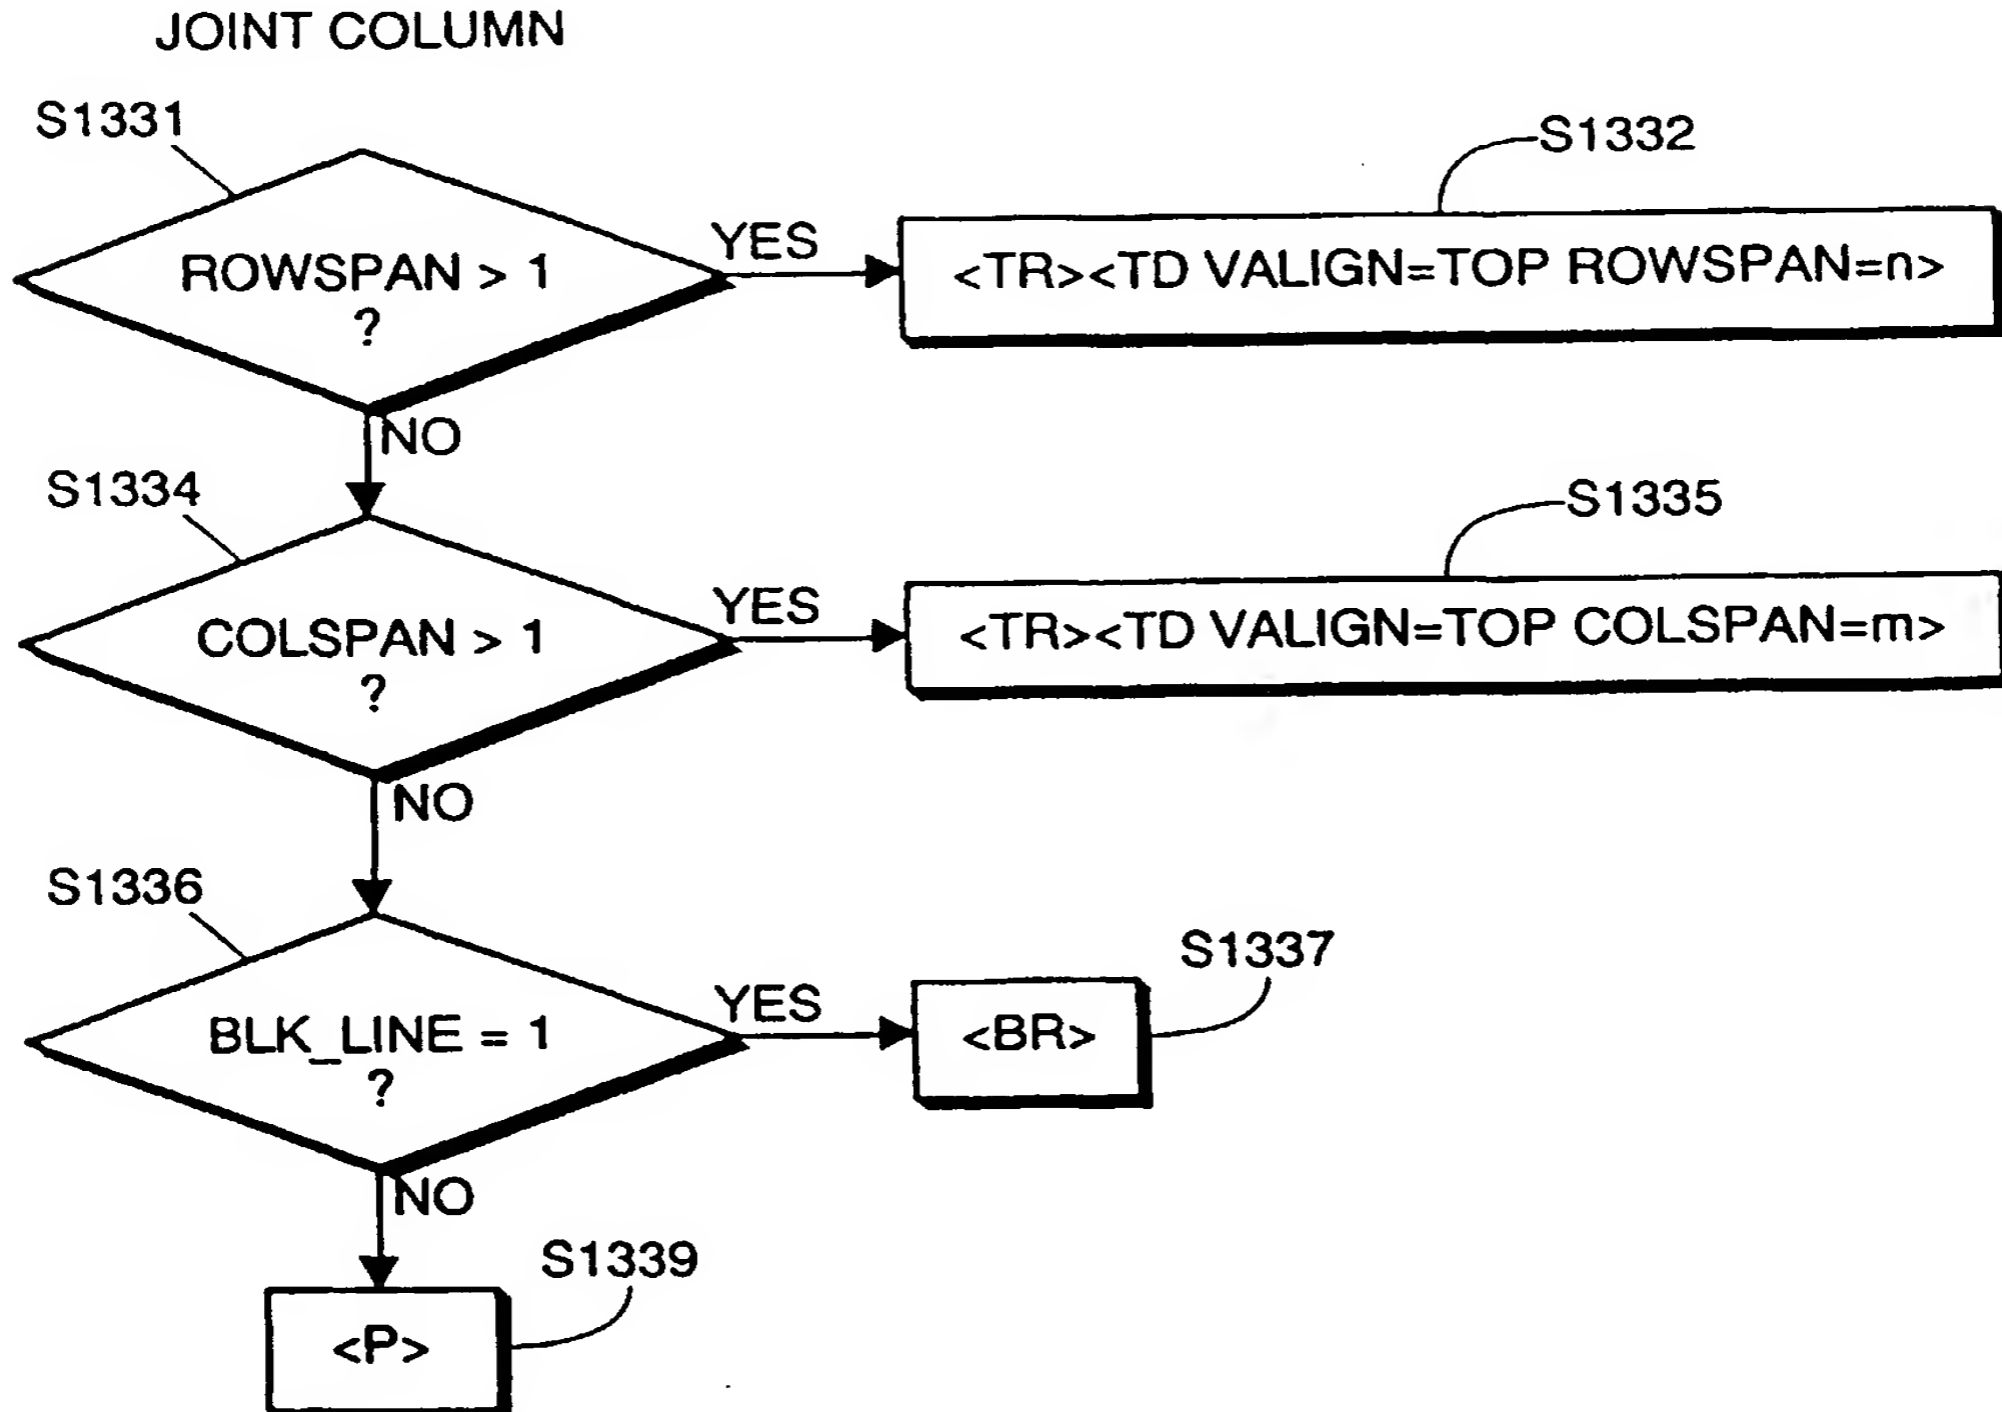 JOINT COLUMN
S1331
S1332
ROWSPAN > 1
?
YES
<TR><TD VALIGN=TOP ROWSPAN=n>
NO
S1334
S1335
COLSPAN > 1
?
YES
<TR><TD VALIGN=TOP COLSPAN=m>
NO
S1336
S1337
BLK_LINE = 1
?
YES
<BR>
NO
S1339
<P>